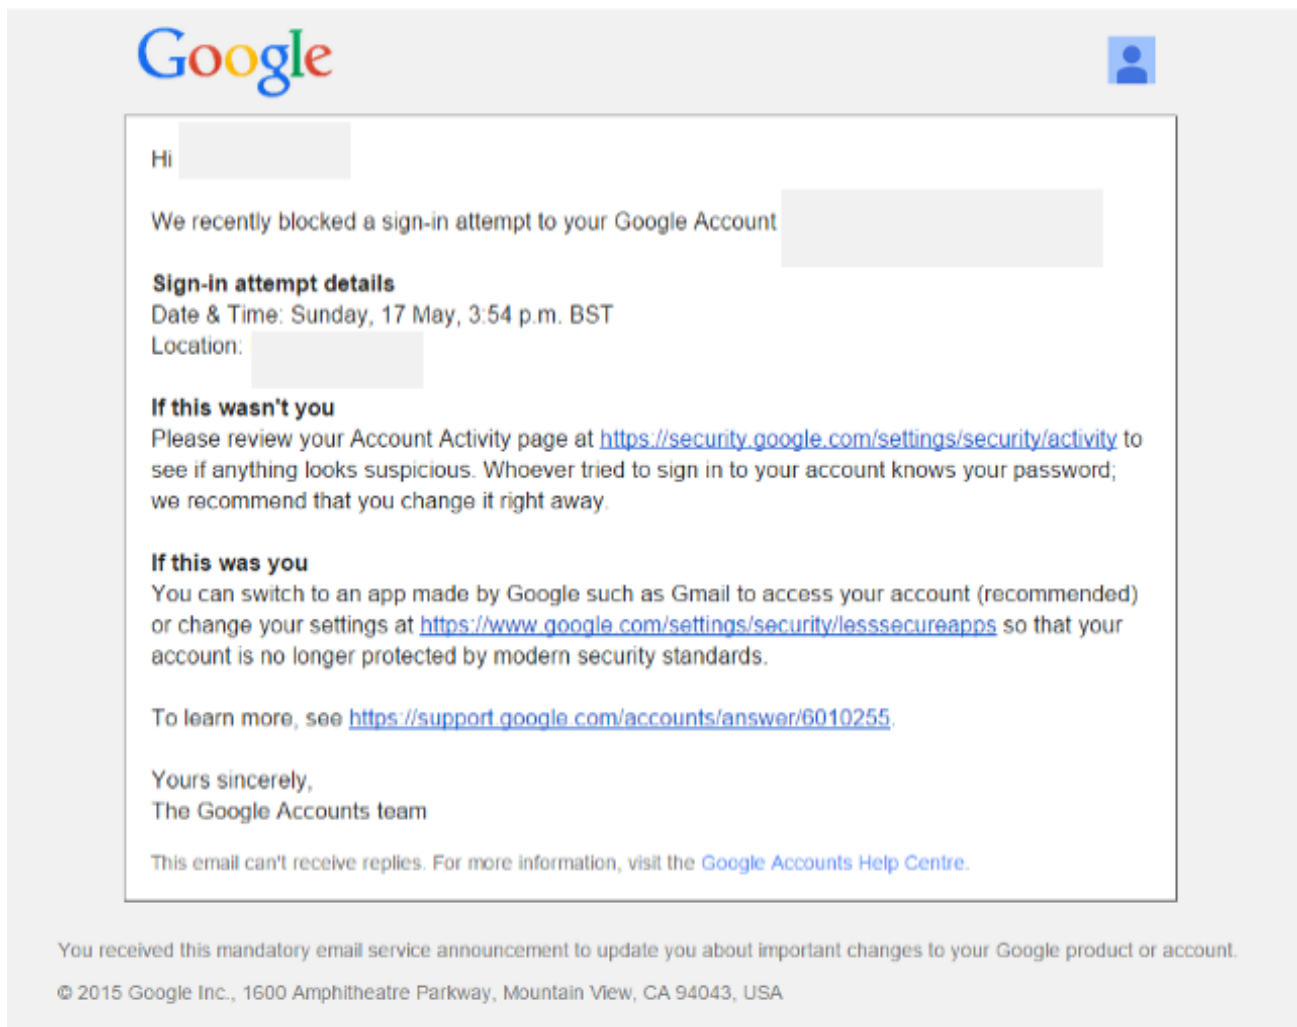 Google
Hi
We recently blocked a sign-in attempt to your Google Account
Sign-in attempt details
Date & Time: Sunday, 17 May, 3:54 p.m. BST
Location:
If this wasn't you
Please review your Account Activity page at https://security.google.com/settings/security/activity to
see if anything looks suspicious. Whoever tried to sign in to your account knows your password;
we recommend that you change it right away.
If this was you
You can switch to an app made by Google such as Gmail to access your account (recommended)
or change your settings at https://www.google.com/settings/security/lesssecureapps so that your
account is no longer protected by modern security standards.
To learn more, see https://support.google.com/accounts/answer/6010255.
Yours sincerely,
The Google Accounts team
This email can't receive replies. For more information, visit the Google Accounts Help Centre.
You received this mandatory email service announcement to update you about important changes to your Google product or account.
© 2015 Google Inc., 1600 Amphitheatre Parkway, Mountain View, CA 94043, USA